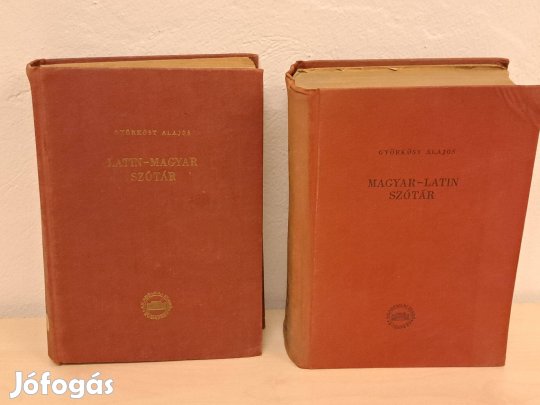 GYÖRKÖSY ALAJOS
LATIN-MAGYAR
SZÓTÁR
GYÖRKÖSY ALAJOS
MAGYAR-LATIN
SZÓTÁR
Jófogás